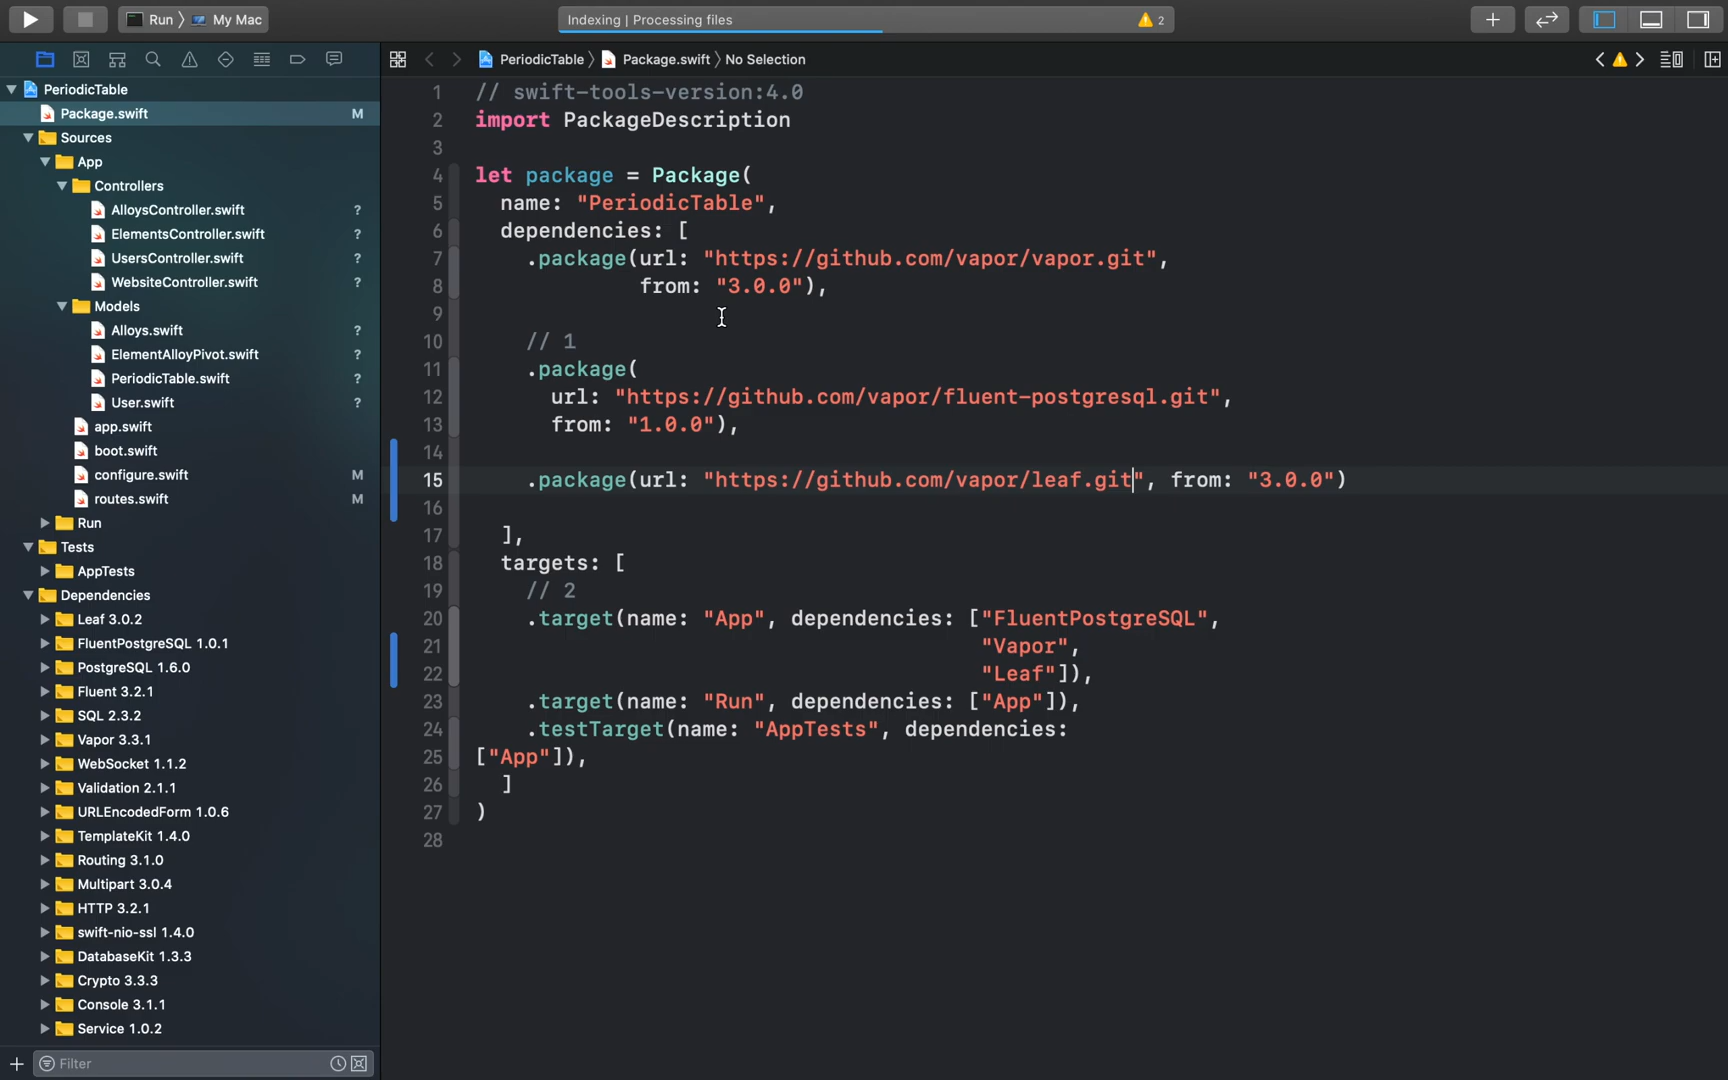 Run 〉 My Mac
Indexing | Processing files
2
PeriodicTable 〉 Package.swift 〉 No Selection
PeriodicTable
Package.swift M
Sources
App
Controllers
AlloysController.swift ?
ElementsController.swift ?
UsersController.swift ?
WebsiteController.swift ?
Models
Alloys.swift ?
ElementAlloyPivot.swift ?
PeriodicTable.swift ?
User.swift ?
app.swift
boot.swift
configure.swift M
routes.swift M
Run
Tests
AppTests
Dependencies
Leaf 3.0.2
FluentPostgreSQL 1.0.1
PostgreSQL 1.6.0
Fluent 3.2.1
SQL 2.3.2
Vapor 3.3.1
WebSocket 1.1.2
Validation 2.1.1
URLEncodedForm 1.0.6
TemplateKit 1.4.0
Routing 3.1.0
Multipart 3.0.4
HTTP 3.2.1
swift-nio-ssl 1.4.0
DatabaseKit 1.3.3
Crypto 3.3.3
Console 3.1.1
Service 1.0.2
Filter
1 // swift-tools-version:4.0
2 import PackageDescription
3
4 let package = Package(
5 name: "PeriodicTable",
6 dependencies: [
7 .package(url: "https://github.com/vapor/vapor.git",
8 from: "3.0.0"),
9
10 // 1
11 .package(
12 url: "https://github.com/vapor/fluent-postgresql.git",
13 from: "1.0.0"),
14
15 .package(url: "https://github.com/vapor/leaf.git", from: "3.0.0")
16
17 ],
18 targets: [
19 // 2
20 .target(name: "App", dependencies: ["FluentPostgreSQL",
21 "Vapor",
22 "Leaf"]),
23 .target(name: "Run", dependencies: ["App"]),
24 .testTarget(name: "AppTests", dependencies:
25 ["App"]),
26 ]
27 )
28